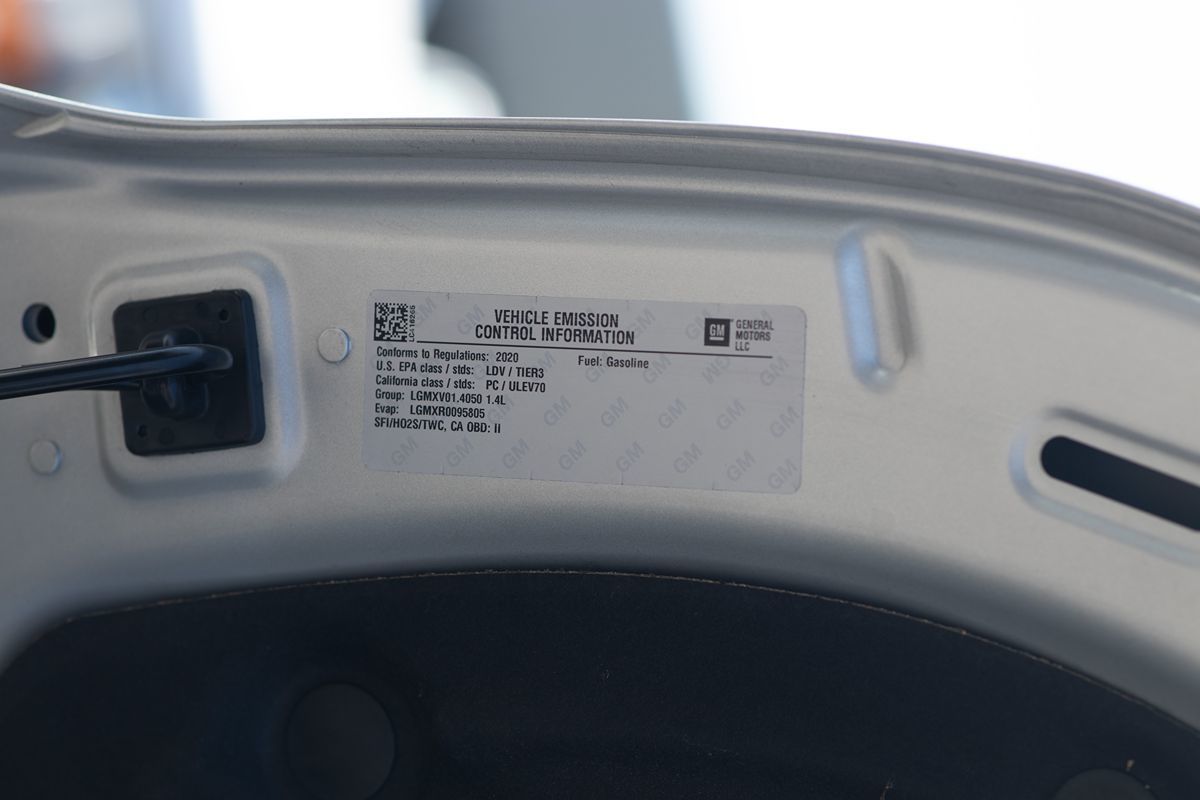 VEHICLE EMISSION
CONTROL INFORMATION
GM
GENERAL
MOTORS
LLC
Conforms to Regulations: 2020
Fuel: Gasoline
U.S. EPA class / stds: LDV / TIER3
California class / stds: PC / ULEV70
Group: LGMXV01.4050 1.4L
Evap: LGMXR0095805
SFI/HO2S/TWC, CA OBD: II